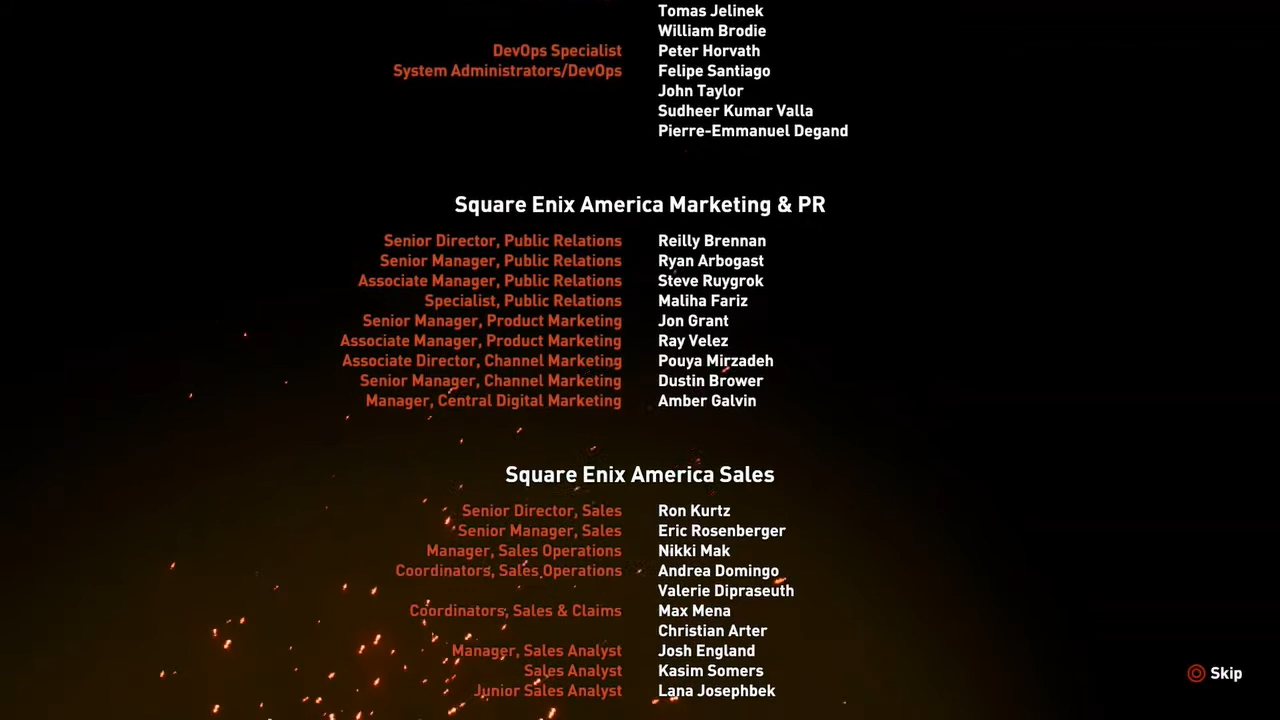 Tomas Jelinek
William Brodie
DevOps Specialist Peter Horvath
System Administrators/DevOps Felipe Santiago
John Taylor
Sudheer Kumar Valla
Pierre-Emmanuel Degand
Square Enix America Marketing & PR
Senior Director, Public Relations Reilly Brennan
Senior Manager, Public Relations Ryan Arbogast
Associate Manager, Public Relations Steve Ruygrok
Specialist, Public Relations Maliha Fariz
Senior Manager, Product Marketing Jon Grant
Associate Manager, Product Marketing Ray Velez
Associate Director, Channel Marketing Pouya Mirzadeh
Senior Manager, Channel Marketing Dustin Brower
Manager, Central Digital Marketing Amber Galvin
Square Enix America Sales
Senior Director, Sales Ron Kurtz
Senior Manager, Sales Eric Rosenberger
Manager, Sales Operations Nikki Mak
Coordinators, Sales Operations Andrea Domingo
Valerie Dipraseuth
Coordinators, Sales & Claims Max Mena
Christian Arter
Manager, Sales Analyst Josh England
Sales Analyst Kasim Somers
Junior Sales Analyst Lana Josephbek
Skip